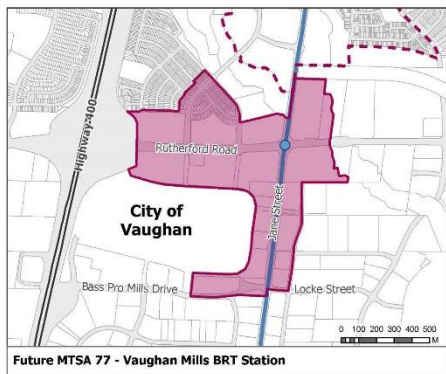 Highway 400
Rutherford Road
Jane Street
City of
Vaughan
Bass Pro Mills Drive
Locke Street
0 100 200 300 400 500
M
Future MTSA 77 - Vaughan Mills BRT Station